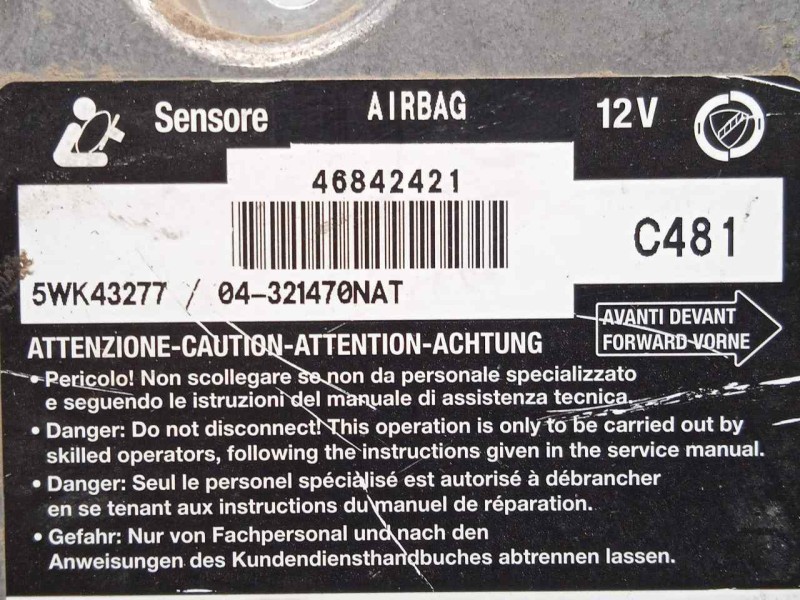 Sensore AIRBAG 12V
46842421
C481
5WK43277 / 04-321470NAT
AVANTI DEVANT
FORWARD VORNE
ATTENZIONE-CAUTION-ATTENTION-ACHTUNG
• Pericolo! Non scollegare se non da personale specializzato
e seguendo le istruzioni del manuale di assistenza tecnica.
• Danger: Do not disconnect! This operation is only to be carried out by
skilled operators, following the instructions given in the service manual.
• Danger: Seul le personel spécialisé est autorisé à débrancher
en se tenant aux instructions du manuel de réparation.
• Gefahr: Nur von Fachpersonal und nach den
Anweisungen des Kundendiensthandbuches abtrennen lassen.